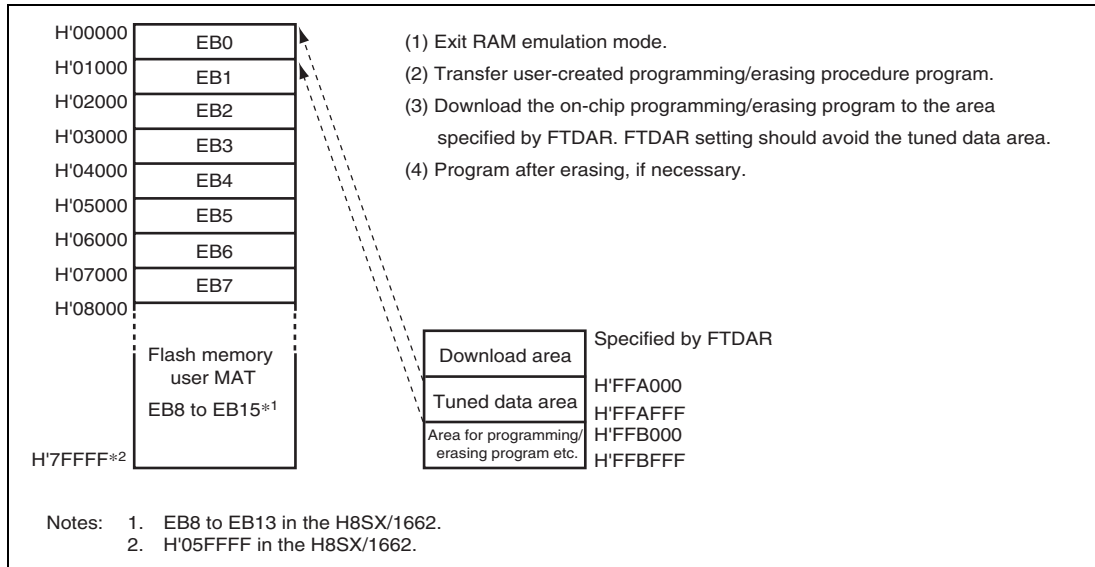 H'00000
EB0
H'01000
EB1
H'02000
EB2
H'03000
EB3
H'04000
EB4
H'05000
EB5
H'06000
EB6
H'07000
EB7
H'08000
Flash memory
user MAT
EB8 to EB15*1
H'7FFFF*2
(1) Exit RAM emulation mode.
(2) Transfer user-created programming/erasing procedure program.
(3) Download the on-chip programming/erasing program to the area
specified by FTDAR. FTDAR setting should avoid the tuned data area.
(4) Program after erasing, if necessary.
Download area
Specified by FTDAR
Tuned data area
H'FFA000
H'FFAFFF
Area for programming/
erasing program etc.
H'FFB000
H'FFBFFF
Notes: 1. EB8 to EB13 in the H8SX/1662.
2. H'05FFFF in the H8SX/1662.